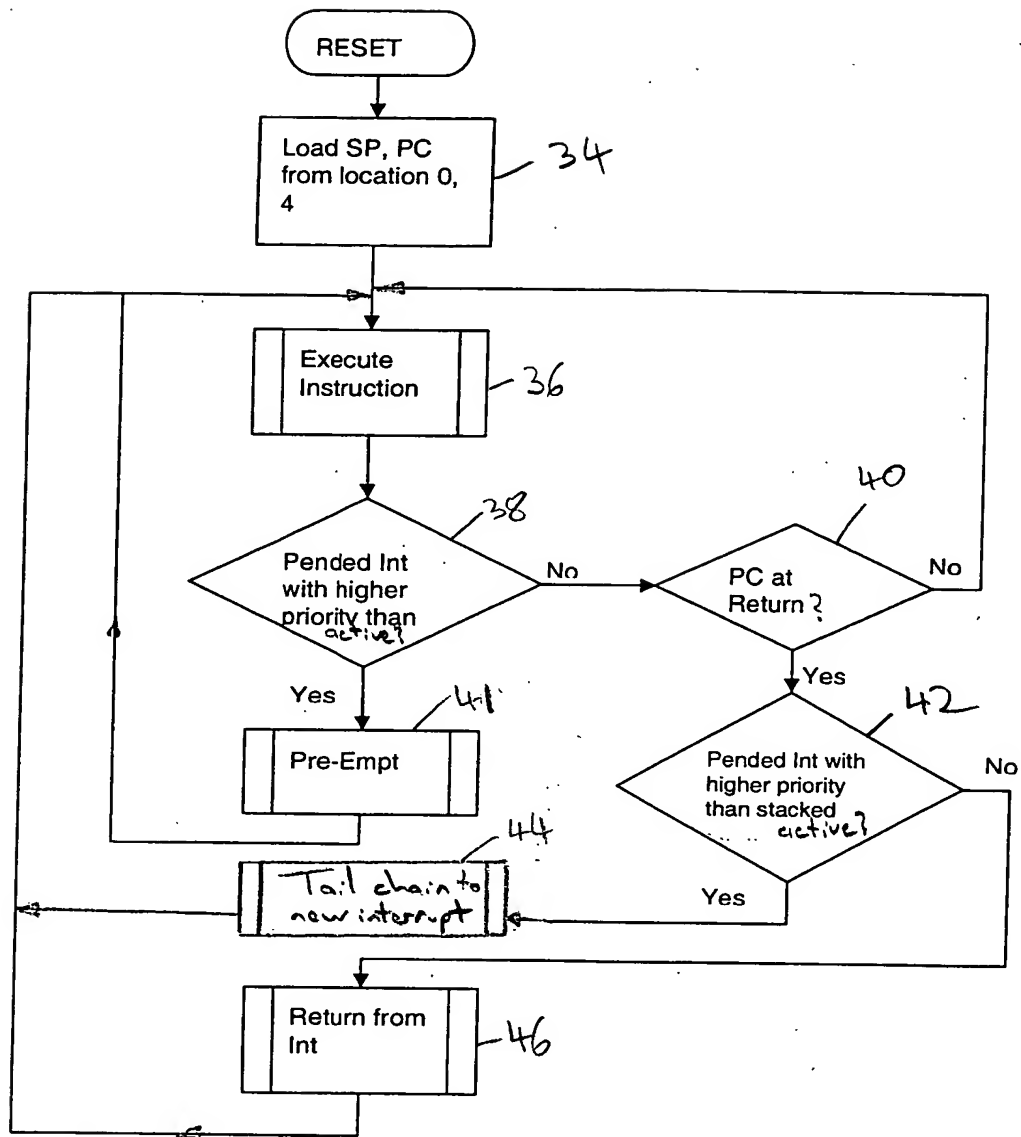 RESET
Load SP, PC
from location 0,
4
34
Execute
Instruction
36
38
Pended Int
with higher
priority than
active?
No
40
PC at
Return?
No
Yes
41
Pre-Empt
Yes
42
Pended Int with
higher priority
than stacked
active?
No
Yes
44
Tail chain to
new interrupt
Return from
Int
46